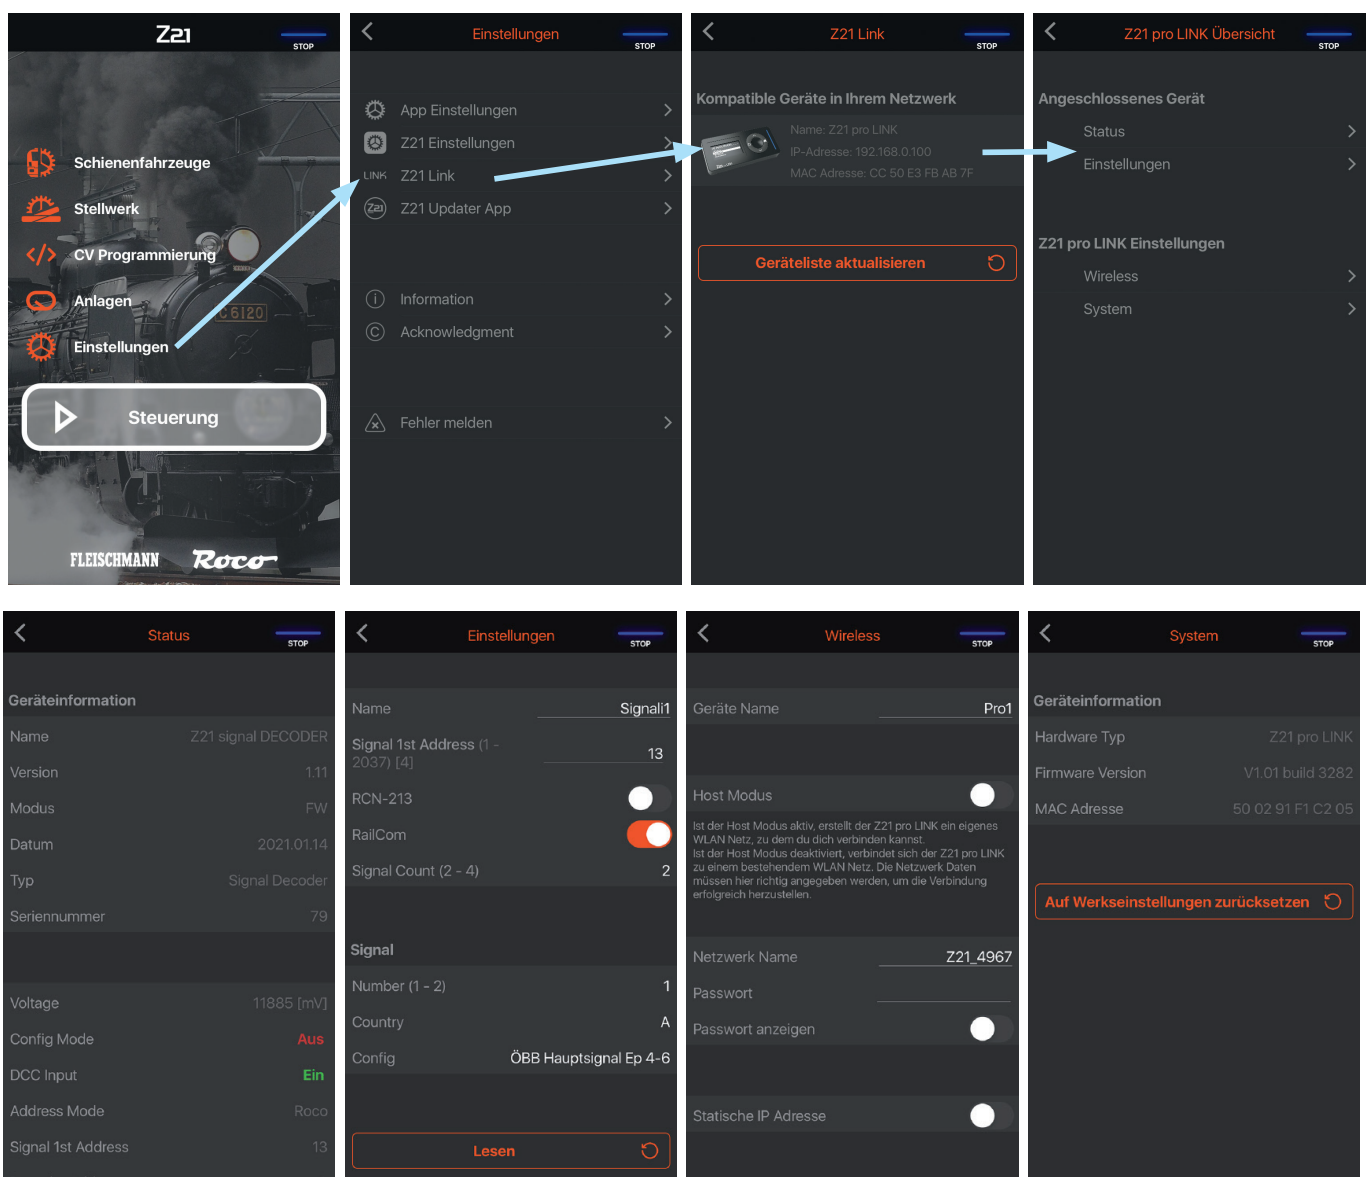 Z21
STOP
Schienenfahrzeuge
Stellwerk
CV Programmierung
Anlagen
C 6120
Einstellungen
Steuerung
FLEISCHMANN Roco
Einstellungen
STOP
App Einstellungen
Z21 Einstellungen
LINK Z21 Link
Z21 Z21 Updater App
Information
Acknowledgment
Fehler melden
Z21 Link
STOP
Kompatible Geräte in Ihrem Netzwerk
Name: Z21 pro LINK
IP-Adresse: 192.168.0.100
MAC Adresse: CC 50 E3 FB AB 7F
Geräteliste aktualisieren
Z21 pro LINK Übersicht
STOP
Angeschlossenes Gerät
Status
Einstellungen
Z21 pro LINK Einstellungen
Wireless
System
Status
STOP
Geräteinformation
Name Z21 signal DECODER
Version 1.11
Modus FW
Datum 2021.01.14
Typ Signal Decoder
Seriennummer 79
Voltage 11885 [mV]
Config Mode Aus
DCC Input Ein
Address Mode Roco
Signal 1st Address 13
Einstellungen
STOP
Name Signali1
Signal 1st Address (1 -
2037) [4] 13
RCN-213
RailCom
Signal Count (2 - 4) 2
Signal
Number (1 - 2) 1
Country A
Config ÖBB Hauptsignal Ep 4-6
Lesen
Wireless
STOP
Geräte Name Pro1
Host Modus
Ist der Host Modus aktiv, erstellt der Z21 pro LINK ein eigenes
WLAN Netz, zu dem du dich verbinden kannst.
Ist der Host Modus deaktiviert, verbindet sich der Z21 pro LINK
zu einem bestehendem WLAN Netz. Die Netzwerk Daten
müssen hier richtig angegeben werden, um die Verbindung
erfolgreich herzustellen.
Netzwerk Name Z21_4967
Passwort
Passwort anzeigen
Statische IP Adresse
System
STOP
Geräteinformation
Hardware Typ Z21 pro LINK
Firmware Version V1.01 build 3282
MAC Adresse 50 02 91 F1 C2 05
Auf Werkseinstellungen zurücksetzen